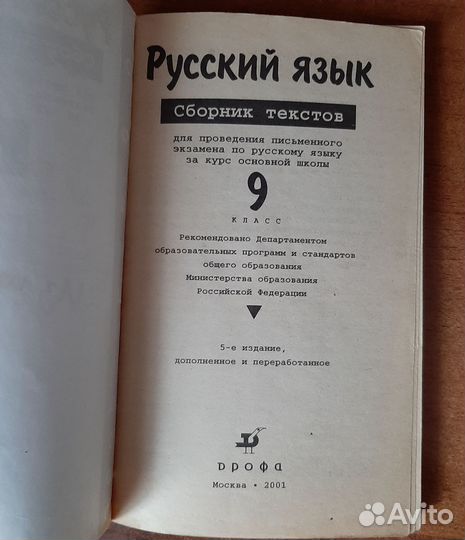 Русский язык
Сборник текстов
для проведения письменного
экзамена по русскому языку
за курс основной школы
9
КЛАСС
Рекомендовано Департаментом
образовательных программ и стандартов
общего образования
Министерства образования
Российской Федерации
5-е издание,
дополненное и переработанное
ДРОФА
Москва • 2001
Avito